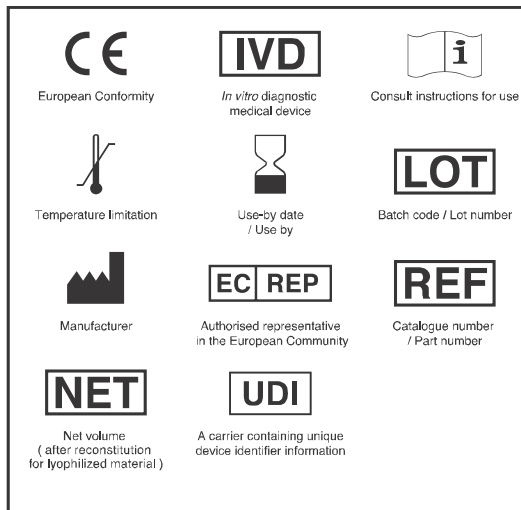 CE
IVD
i
European Conformity
In vitro diagnostic
medical device
Consult instructions for use
LOT
Temperature limitation
Use-by date
/ Use by
Batch code / Lot number
EC REP
REF
Manufacturer
Authorised representative
in the European Community
Catalogue number
/ Part number
NET
UDI
Net volume
( after reconstitution
for lyophilized material )
A carrier containing unique
device identifier information